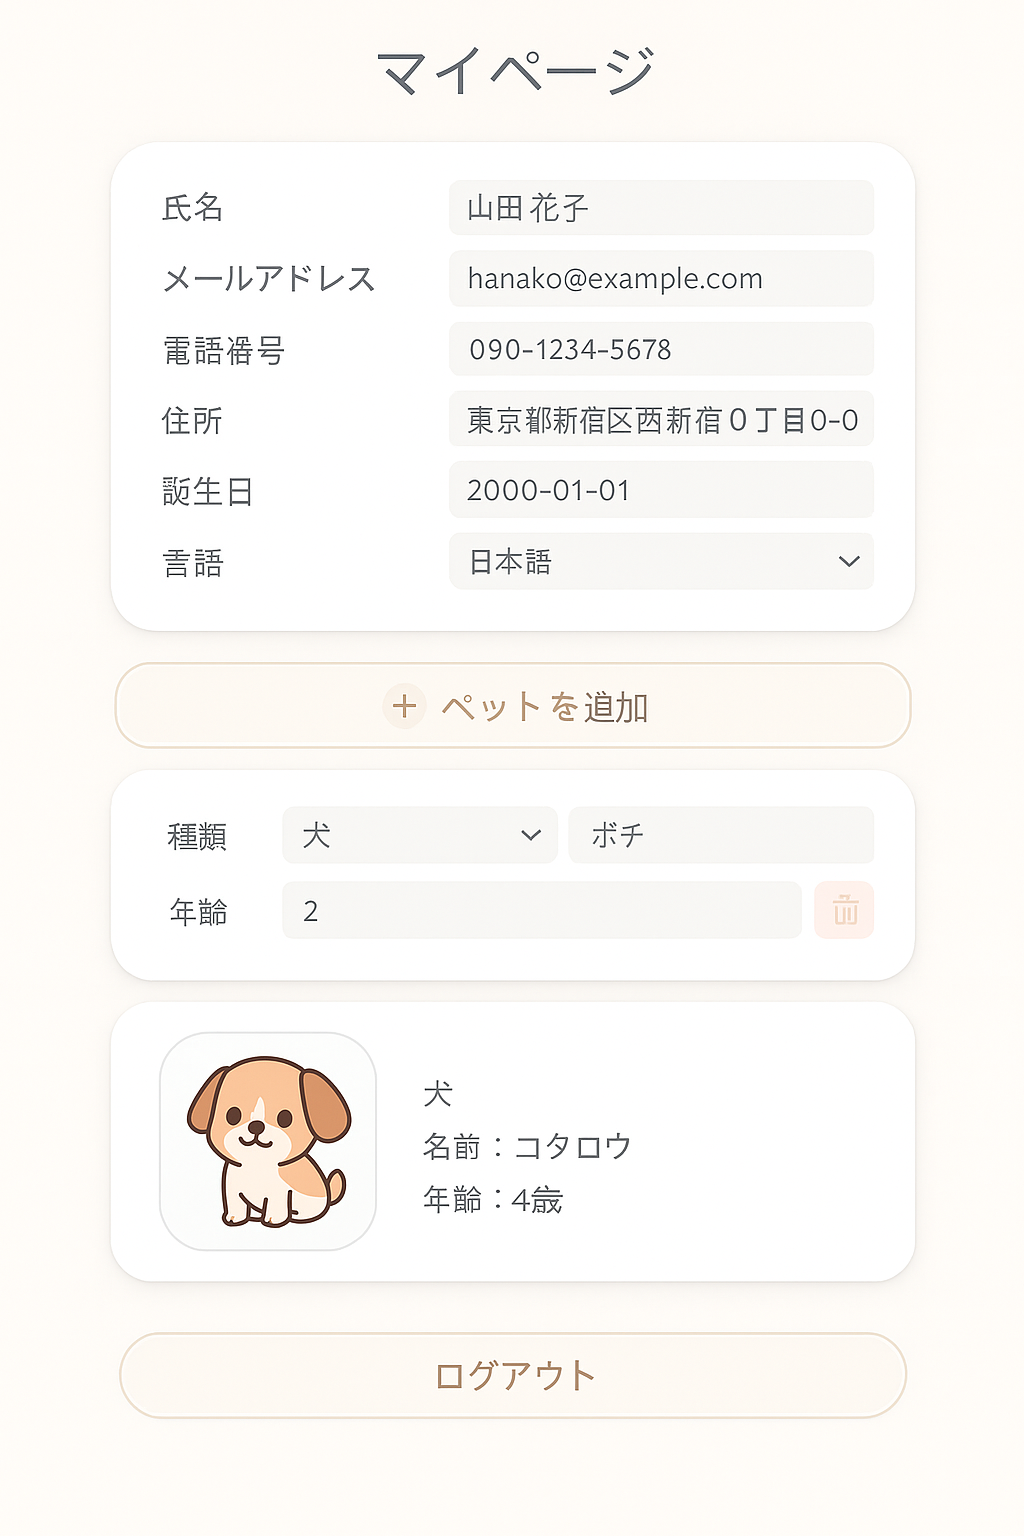 マイページ
氏名 山田 花子
メールアドレス hanako@example.com
電話番号 090-1234-5678
住所 東京都新宿区西新宿0丁目0-0
誕生日 2000-01-01
言語 日本語
+ ペットを追加
種類 犬 ボチ
年齢 2
犬
名前：コタロウ
年齢：4歳
ログアウト